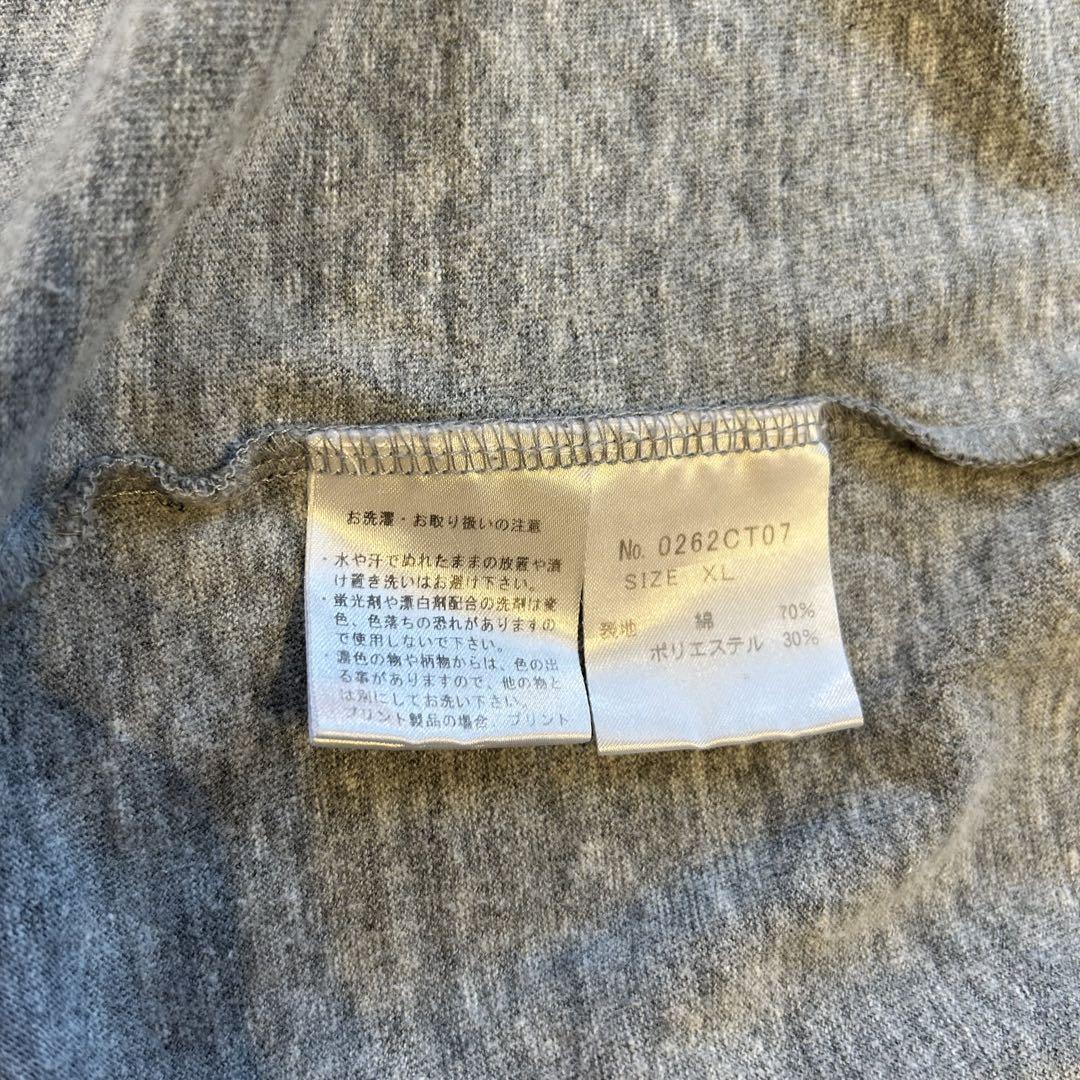 お洗濯・お取り扱いの注意
・水や汗でぬれたままの放置や漬
け置き洗いはお避け下さい。
・蛍光剤や漂白剤配合の洗剤は変
色、色落ちの恐れがありますの
で使用しないで下さい。
・濃色の物や柄物からは、色の出
る事がありますので、他の物と
は別にしてお洗い下さい。
プリント製品の場合、プリント
No. 0262CT07
SIZE XL
表地 綿 70%
ポリエステル 30%